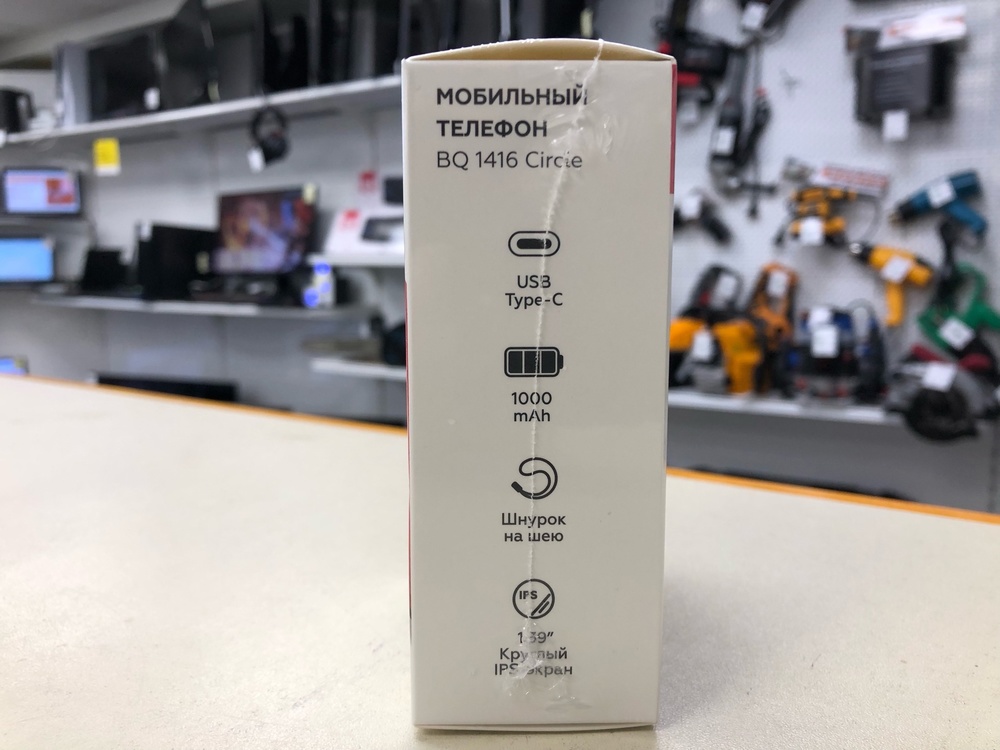 МОБИЛЬНЫЙ
ТЕЛЕФОН
BQ 1416 Circle
USB
Type-C
1000
mAh
Шнурок
на шею
IPS
1.39″
Круглый
IPS-экран